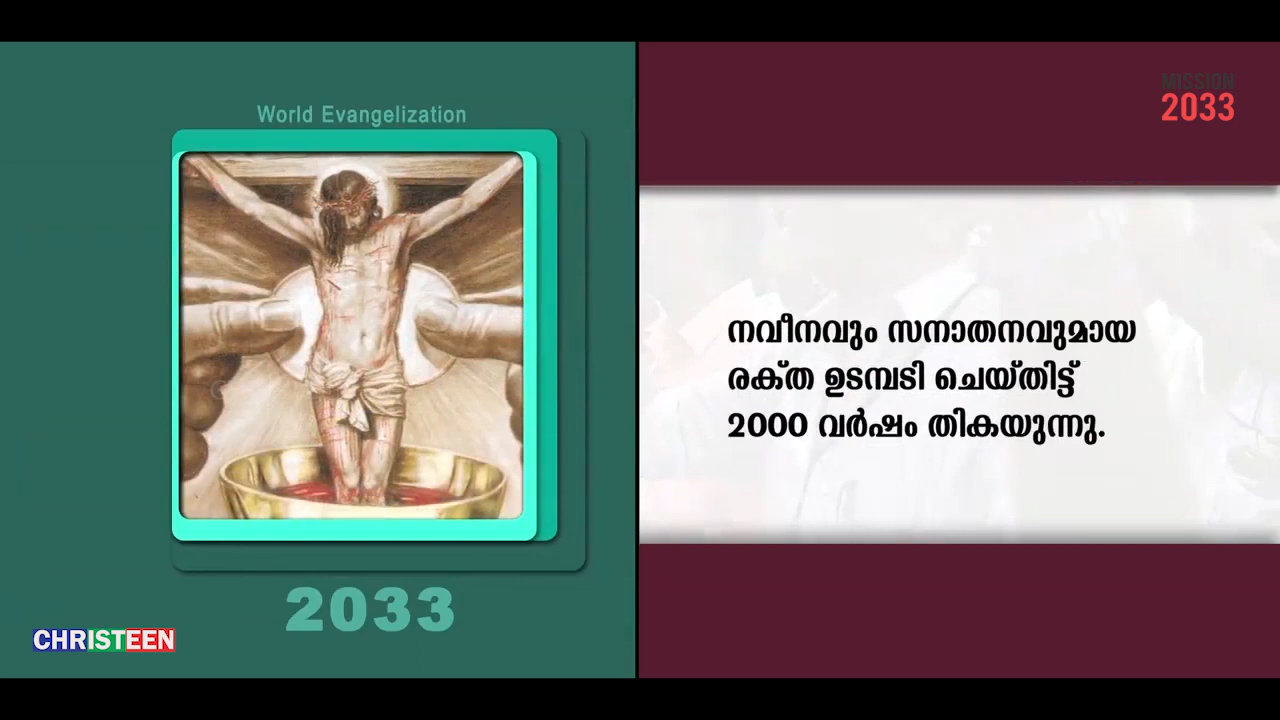 World Evangelization
2033
CHRISTEEN
MISSION
2033
നവീനവും സനാതനവുമായ
രക്ത ഉടമ്പടി ചെയ്തിട്ട്
2000 വർഷം തികയുന്നു.